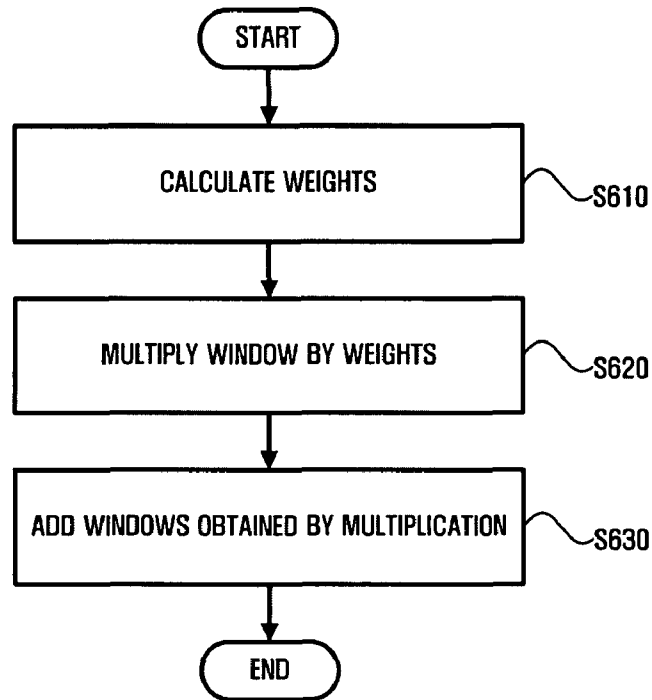 START
CALCULATE WEIGHTS
S610
MULTIPLY WINDOW BY WEIGHTS
S620
ADD WINDOWS OBTAINED BY MULTIPLICATION
S630
END